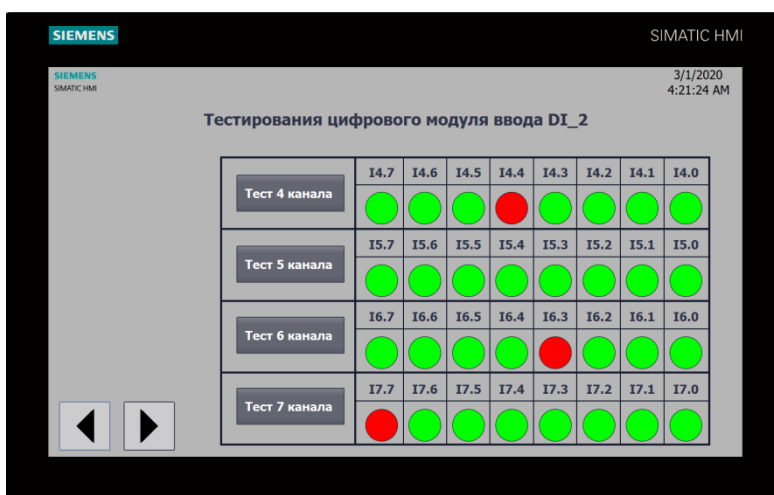 SIEMENS
SIMATIC HMI
SIEMENS
SIMATIC HMI
3/1/2020
4:21:24 AM
Тестирования цифрового модуля ввода DI_2
Тест 4 канала
I4.7 I4.6 I4.5 I4.4 I4.3 I4.2 I4.1 I4.0
Тест 5 канала
I5.7 I5.6 I5.5 I5.4 I5.3 I5.2 I5.1 I5.0
Тест 6 канала
I6.7 I6.6 I6.5 I6.4 I6.3 I6.2 I6.1 I6.0
Тест 7 канала
I7.7 I7.6 I7.5 I7.4 I7.3 I7.2 I7.1 I7.0